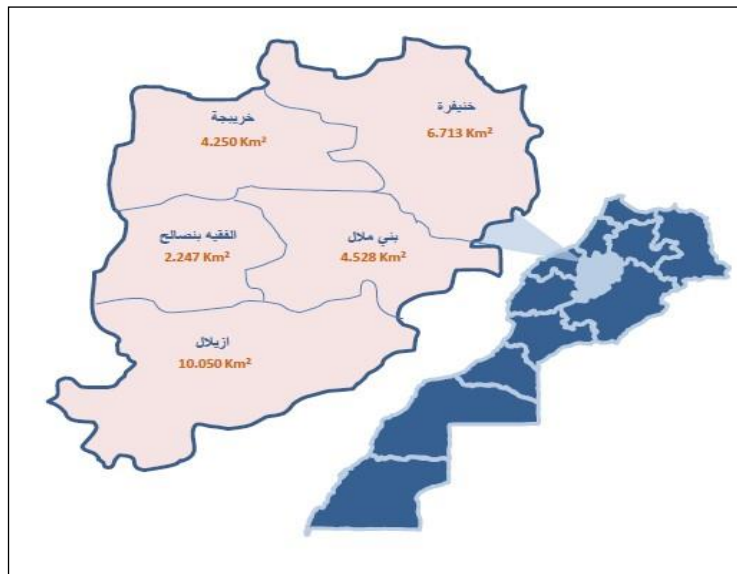 خنيفرة
6.713 Km²
خريبجة
4.250 Km²
الفقيه بنصالح
2.247 Km²
بني ملال
4.528 Km²
ازيلال
10.050 Km²